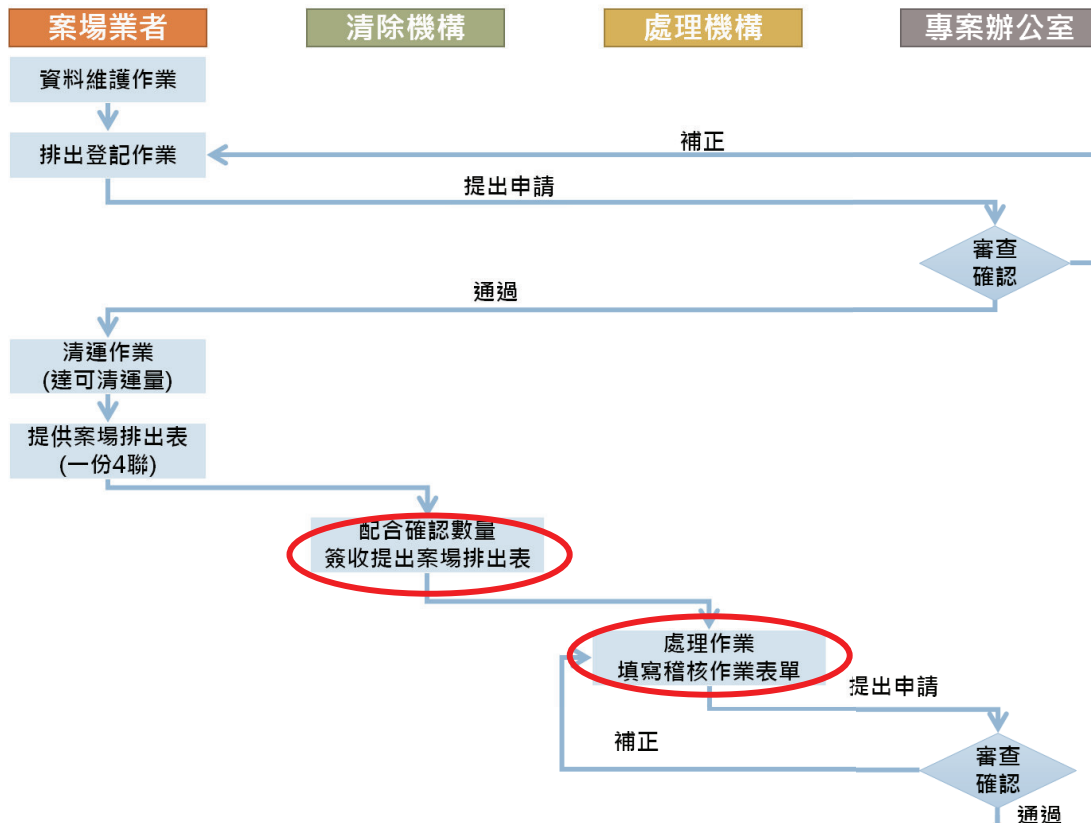 案場業者
清除機構
處理機構
專案辦公室
資料維護作業
排出登記作業
補正
提出申請
審查
確認
通過
清運作業
(達可清運量)
提供案場排出表
(一份4聯)
配合確認數量
簽收提出案場排出表
處理作業
填寫稽核作業表單
提出申請
補正
審查
確認
通過